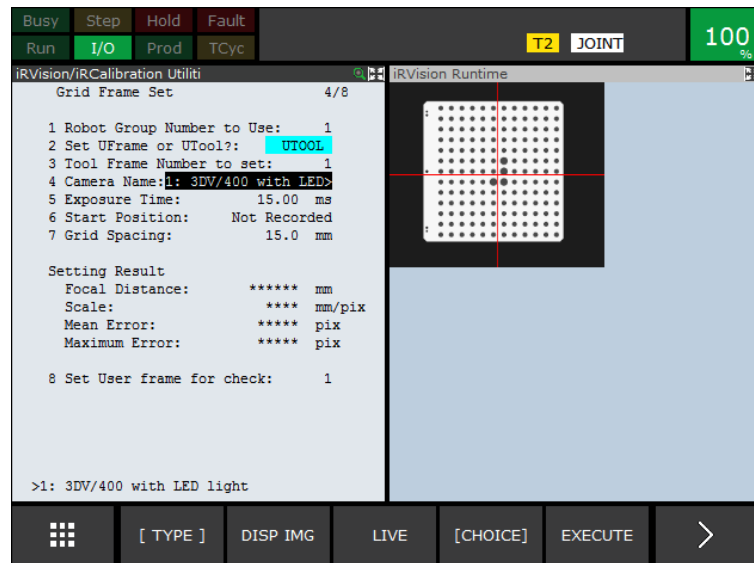 Busy Step Hold Fault
Run I/O Prod TCyc
T2 JOINT
100
%
iRVision/iRCalibration Utiliti
iRVision Runtime
Grid Frame Set 4/8
1 Robot Group Number to Use: 1
2 Set UFrame or UTool?: UTOOL
3 Tool Frame Number to set: 1
4 Camera Name:1: 3DV/400 with LED>
5 Exposure Time: 15.00 ms
6 Start Position: Not Recorded
7 Grid Spacing: 15.0 mm
Setting Result
Focal Distance: ****** mm
Scale: **** mm/pix
Mean Error: ***** pix
Maximum Error: ***** pix
8 Set User frame for check: 1
>1: 3DV/400 with LED light
[ TYPE ] DISP IMG LIVE [CHOICE] EXECUTE >